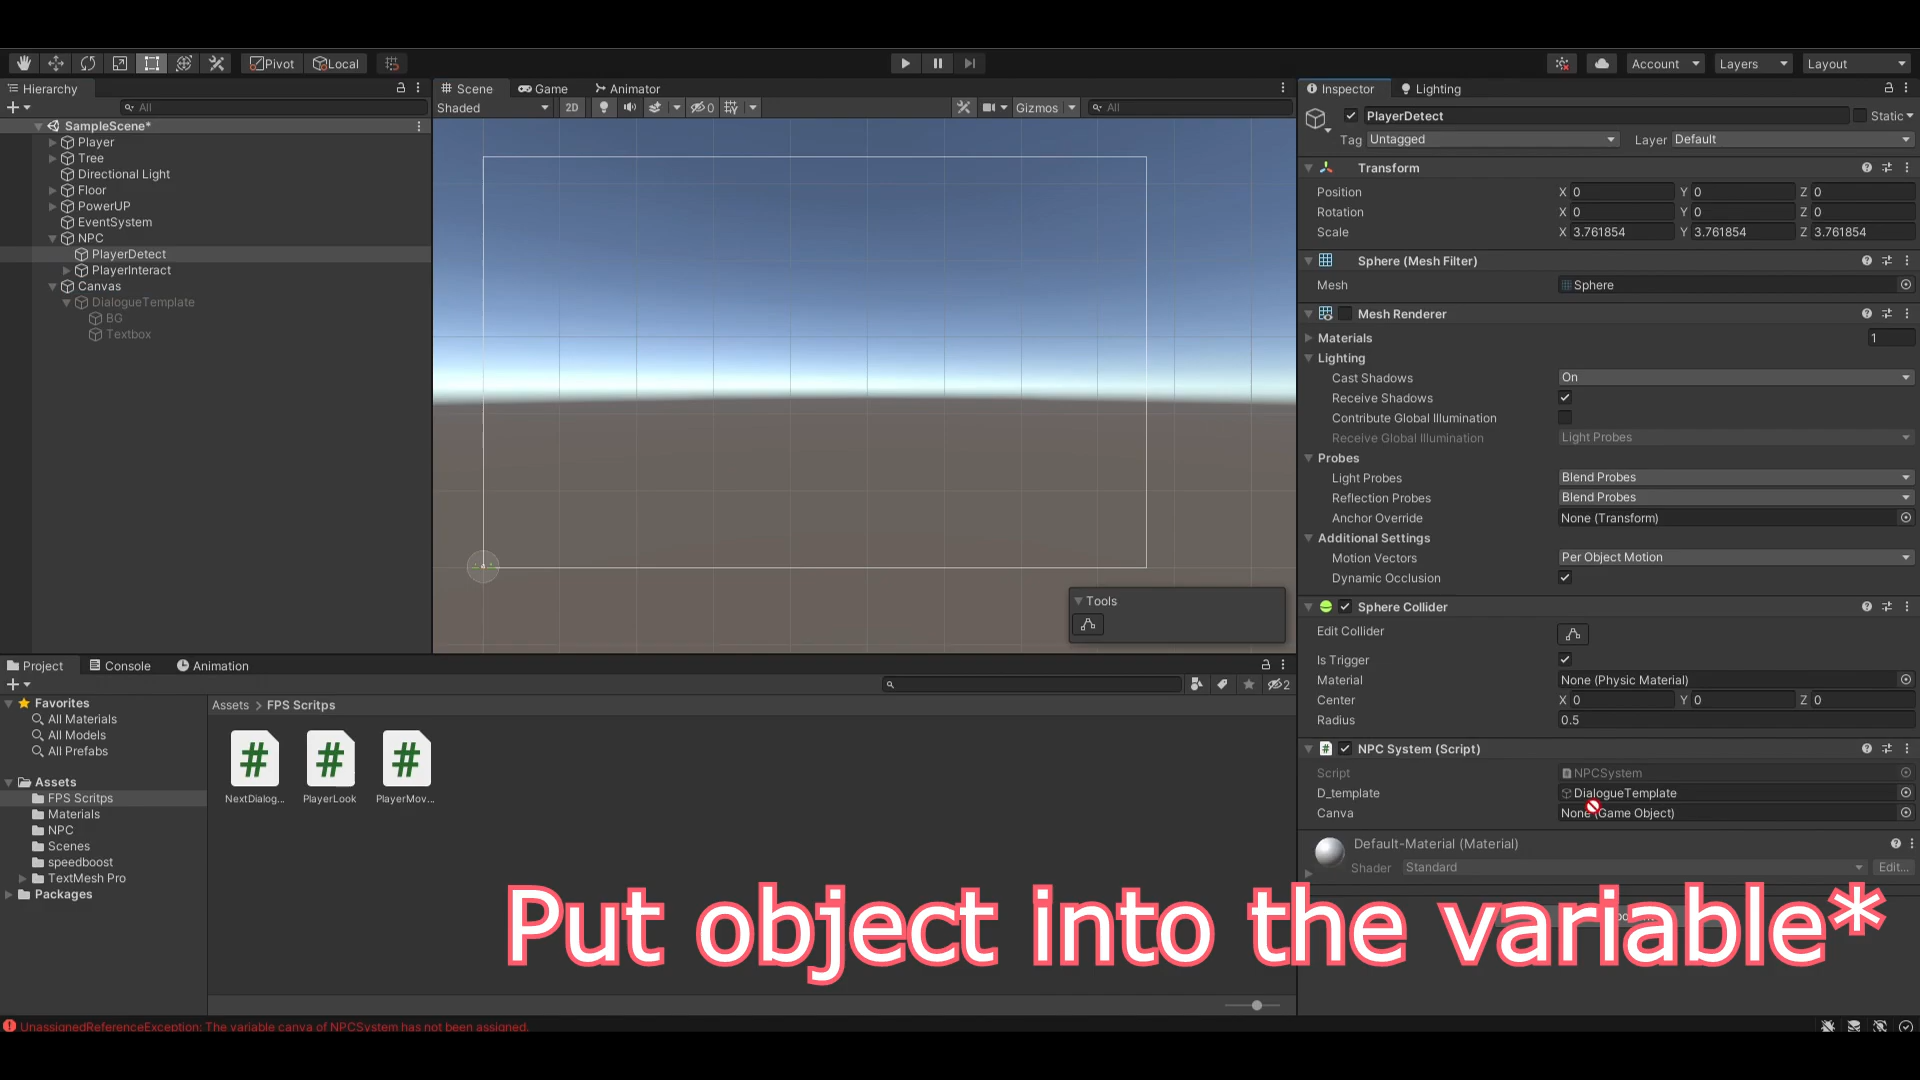 Pivot Local Account Layers Layout
Hierarchy
All
SampleScene*
Player
Tree
Directional Light
Floor
PowerUP
EventSystem
NPC
PlayerDetect
PlayerInteract
Canvas
DialogueTemplate
BG
Textbox
Scene Game Animator
Shaded 2D 0 Gizmos All
Tools
Inspector Lighting
PlayerDetect Static
Tag Untagged Layer Default
Transform
Position X 0 Y 0 Z 0
Rotation X 0 Y 0 Z 0
Scale X 3.761854 Y 3.761854 Z 3.761854
Sphere (Mesh Filter)
Mesh Sphere
Mesh Renderer
Materials 1
Lighting
Cast Shadows On
Receive Shadows
Contribute Global Illumination
Receive Global Illumination Light Probes
Probes
Light Probes Blend Probes
Reflection Probes Blend Probes
Anchor Override None (Transform)
Additional Settings
Motion Vectors Per Object Motion
Dynamic Occlusion
Sphere Collider
Edit Collider
Is Trigger
Material None (Physic Material)
Center X 0 Y 0 Z 0
Radius 0.5
# NPC System (Script)
Script NPCSystem
D_template DialogueTemplate
Canva None (Game Object)
Default-Material (Material)
Shader Standard Edit...
Project Console Animation
2
Favorites
All Materials
All Models
All Prefabs
Assets
FPS Scritps
Materials
NPC
Scenes
speedboost
TextMesh Pro
Packages
Assets > FPS Scritps
# # #
NextDialog... PlayerLook PlayerMov...
Put object into the variable*
UnassignedReferenceException: The variable canva of NPCSystem has not been assigned.